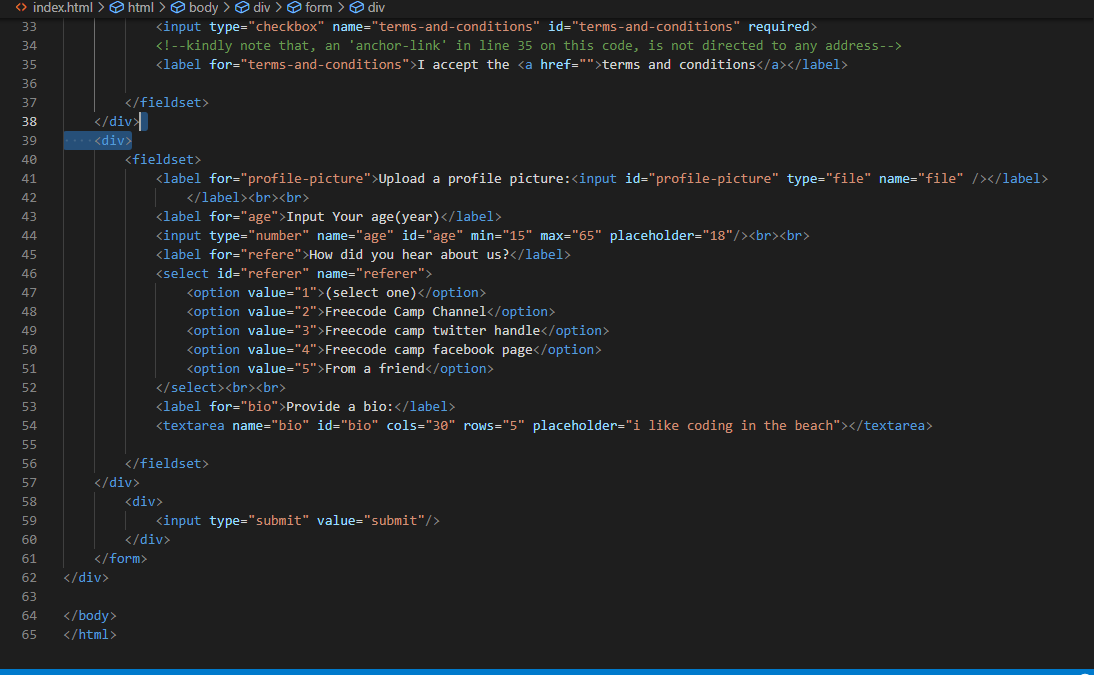 index.html > html > body > div > form > div
33 <input type="checkbox" name="terms-and-conditions" id="terms-and-conditions" required>
34 <!--kindly note that, an 'anchor-link' in line 35 on this code, is not directed to any address-->
35 <label for="terms-and-conditions">I accept the <a href="">terms and conditions</a></label>
36
37 </fieldset>
38 </div>
39 ····<div>
40 <fieldset>
41 <label for="profile-picture">Upload a profile picture:<input id="profile-picture" type="file" name="file" /></label>
42 </label><br><br>
43 <label for="age">Input Your age(year)</label>
44 <input type="number" name="age" id="age" min="15" max="65" placeholder="18"/><br><br>
45 <label for="refere">How did you hear about us?</label>
46 <select id="referer" name="referer">
47 <option value="1">(select one)</option>
48 <option value="2">Freecode Camp Channel</option>
49 <option value="3">Freecode camp twitter handle</option>
50 <option value="4">Freecode camp facebook page</option>
51 <option value="5">From a friend</option>
52 </select><br><br>
53 <label for="bio">Provide a bio:</label>
54 <textarea name="bio" id="bio" cols="30" rows="5" placeholder="i like coding in the beach"></textarea>
55
56 </fieldset>
57 </div>
58 <div>
59 <input type="submit" value="submit"/>
60 </div>
61 </form>
62 </div>
63
64 </body>
65 </html>